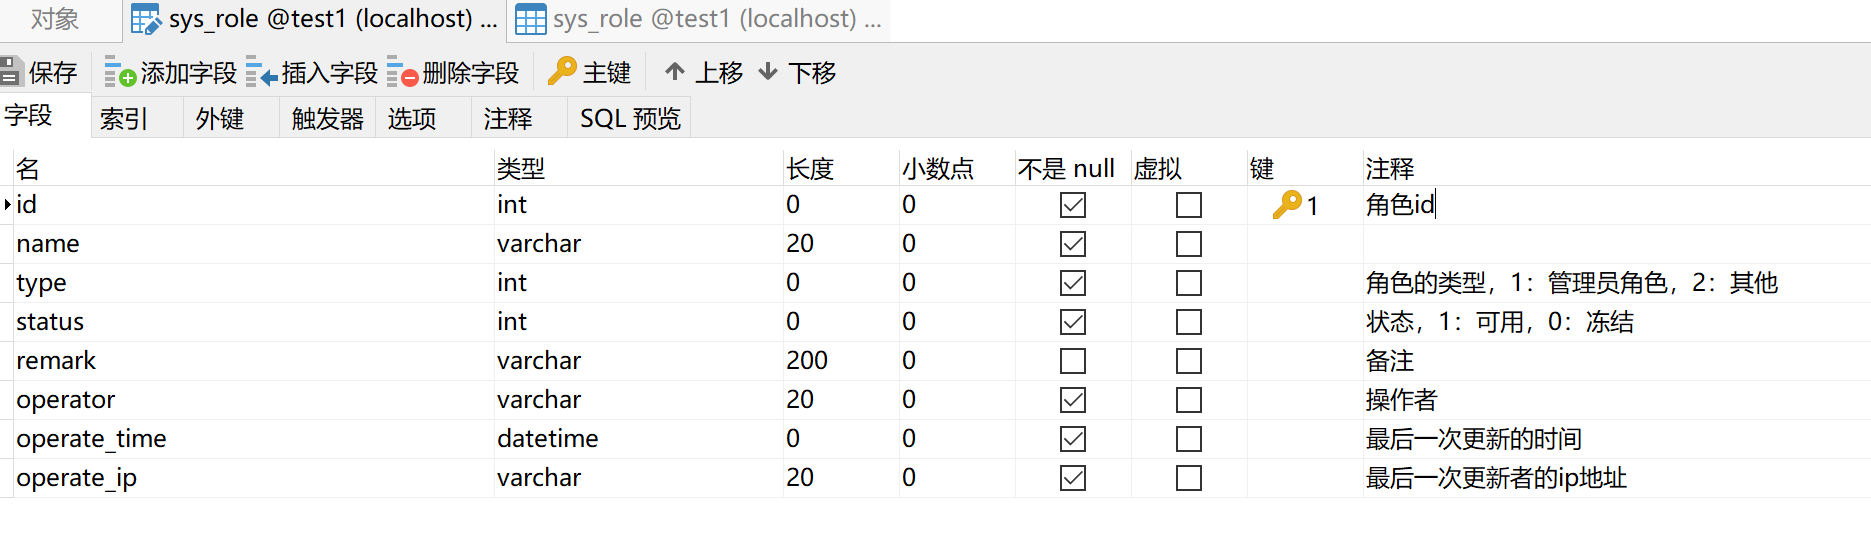 对象 sys_role @test1 (localhost) ... sys_role @test1 (localhost) ...
保存 添加字段 插入字段 删除字段 主键 上移 下移
字段 索引 外键 触发器 选项 注释 SQL 预览
名 类型 长度 小数点 不是 null 虚拟 键 注释
id int 0 0 1 角色id
name varchar 20 0
type int 0 0 角色的类型，1：管理员角色，2：其他
status int 0 0 状态，1：可用，0：冻结
remark varchar 200 0 备注
operator varchar 20 0 操作者
operate_time datetime 0 0 最后一次更新的时间
operate_ip varchar 20 0 最后一次更新者的ip地址